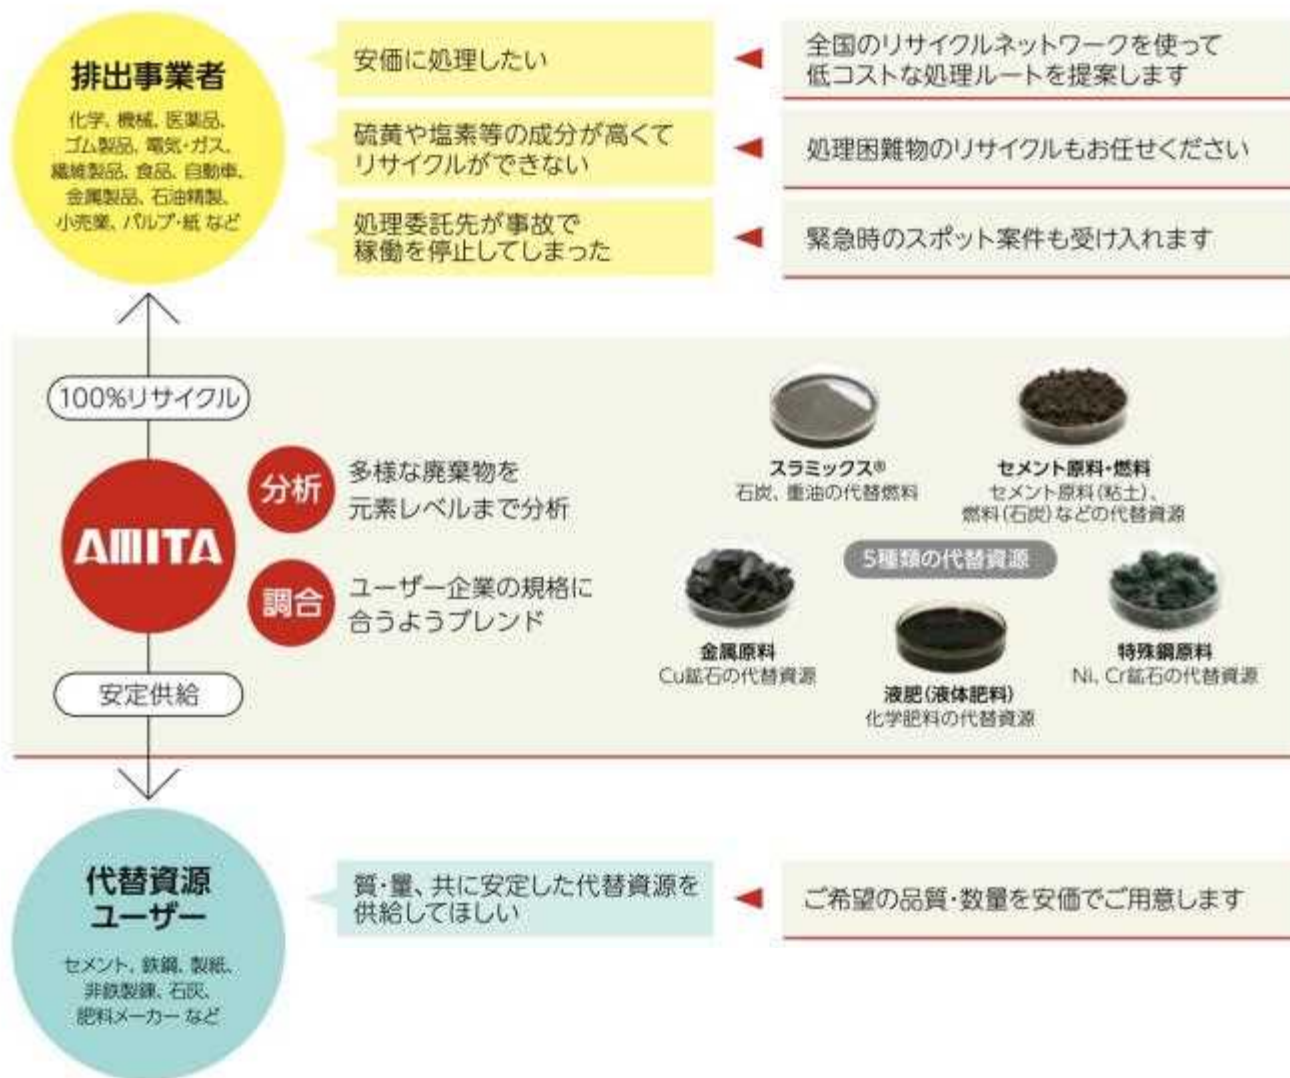 排出事業者
化学、機械、医薬品、
ゴム製品、電気・ガス、
繊維製品、食品、自動車、
金属製品、石油精製、
小売業、パルプ・紙 など
安価に処理したい
全国のリサイクルネットワークを使って
低コストな処理ルートを提案します
硫黄や塩素等の成分が高くて
リサイクルができない
処理困難物のリサイクルもお任せください
処理委託先が事故で
稼働を停止してしまった
緊急時のスポット案件も受け入れます
100%リサイクル
AMITA
安定供給
分析
多様な廃棄物を
元素レベルまで分析
調合
ユーザー企業の規格に
合うようブレンド
スラミックス®
石炭、重油の代替燃料
セメント原料・燃料
セメント原料(粘土)、
燃料(石炭)などの代替資源
5種類の代替資源
金属原料
Cu鉱石の代替資源
液肥(液体肥料)
化学肥料の代替資源
特殊鋼原料
Ni、Cr鉱石の代替資源
代替資源
ユーザー
セメント、鉄鋼、製紙、
非鉄製錬、石灰、
肥料メーカー など
質・量、共に安定した代替資源を
供給してほしい
ご希望の品質・数量を安価でご用意します